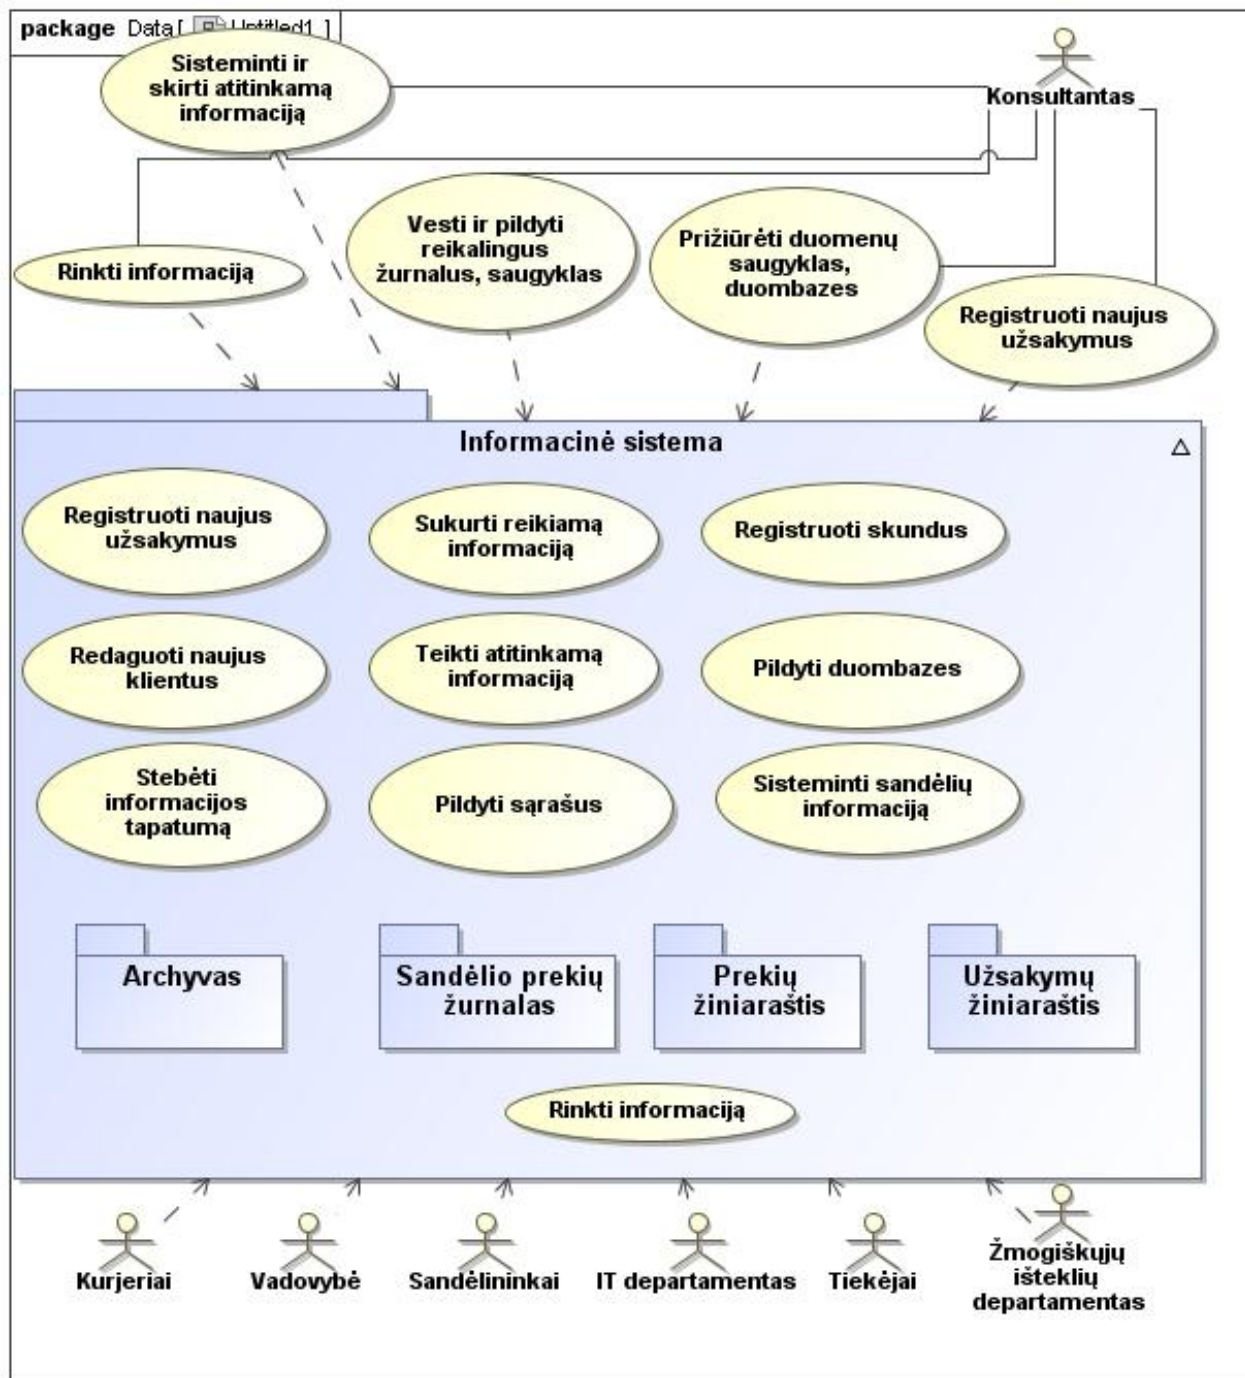 package Data [ Untitled1 ]
Sisteminti ir
skirti atitinkamą
informaciją
Konsultantas
Rinkti informaciją
Vesti ir pildyti
reikalingus
žurnalus, saugyklas
Prižiūrėti duomenų
saugyklas,
duombazes
Registruoti naujus
užsakymus
Informacinė sistema
Registruoti naujus
užsakymus
Sukurti reikiamą
informaciją
Registruoti skundus
Redaguoti naujus
klientus
Teikti atitinkamą
informaciją
Pildyti duombazes
Stebėti
informacijos
tapatumą
Pildyti sąrašus
Sisteminti sandėlių
informaciją
Archyvas
Sandėlio prekių
žurnalas
Prekių
žiniaraštis
Užsakymų
žiniaraštis
Rinkti informaciją
Kurjeriai
Vadovybė
Sandėlininkai
IT departamentas
Tiekėjai
Žmogiškųjų
išteklių
departamentas